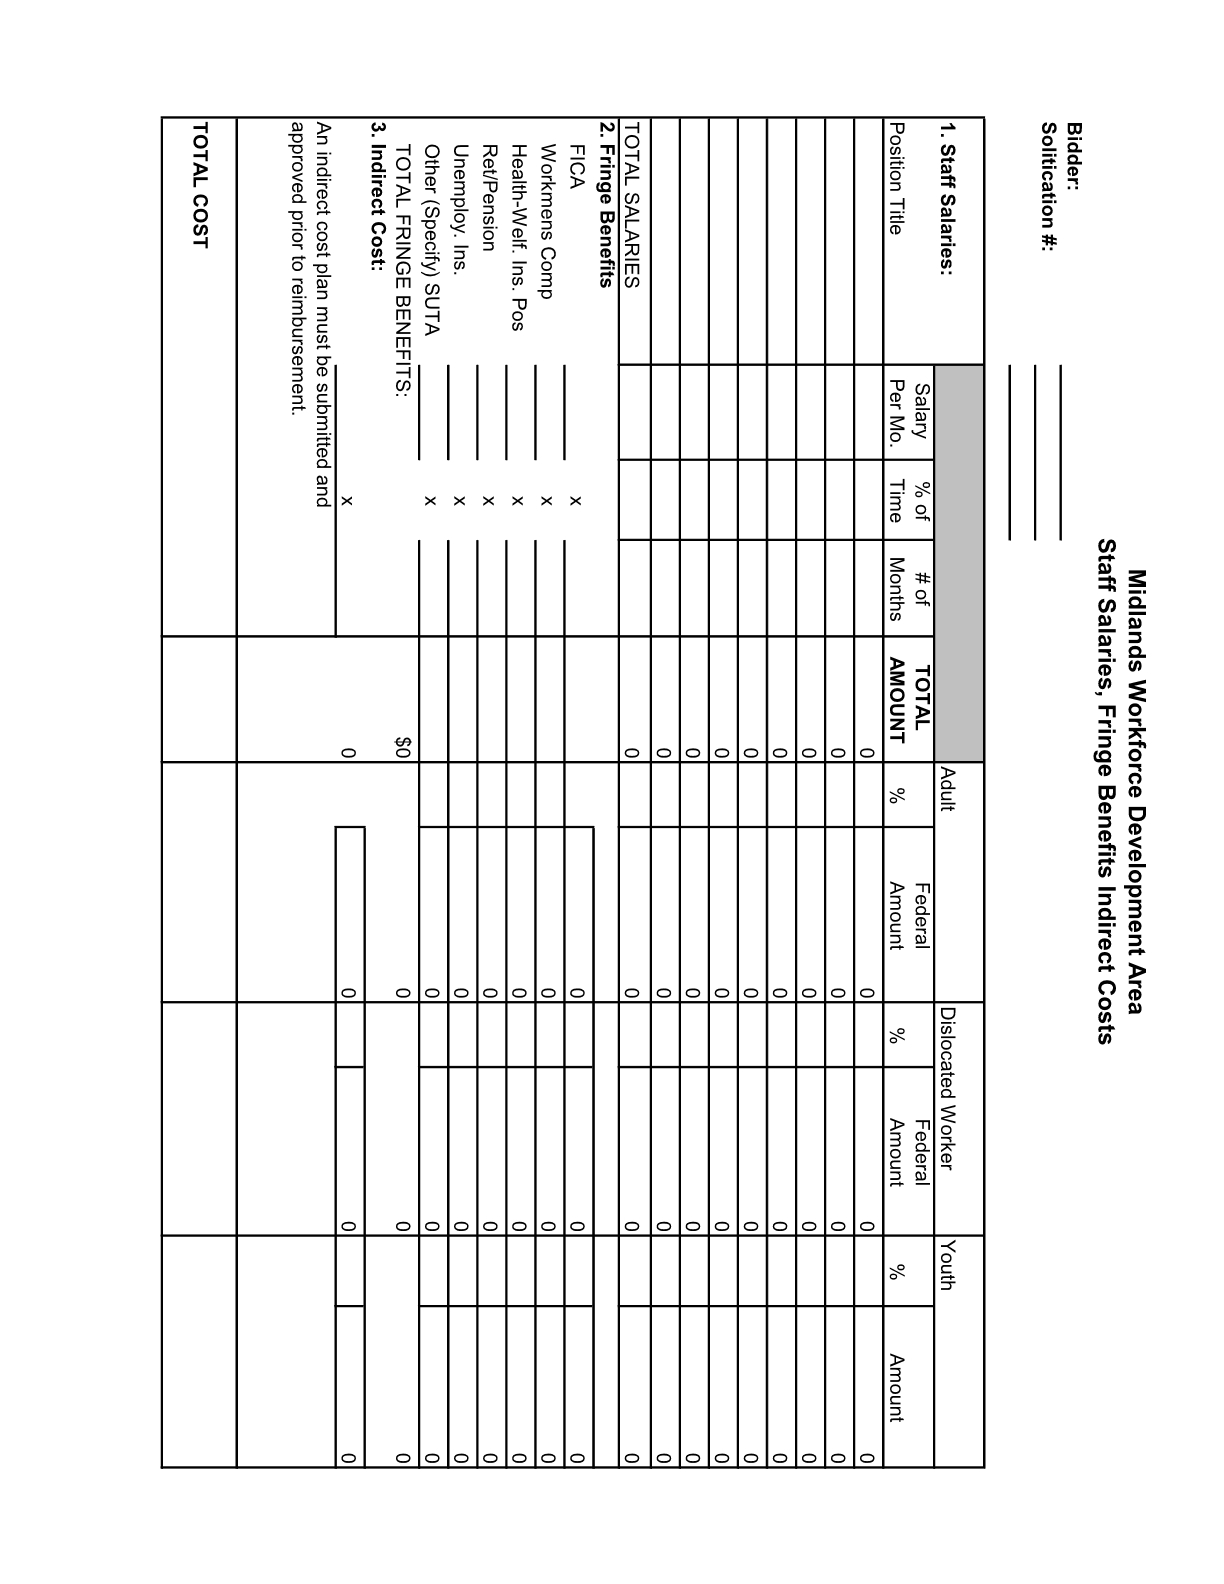 Midlands Workforce Development Area
Staff Salaries, Fringe Benefits Indirect Costs
Bidder:
Solitication #:
1. Staff Salaries: Adult Dislocated Worker Youth
Salary % of # of TOTAL Federal Federal
Position Title Per Mo. Time Months AMOUNT % Amount % Amount % Amount
0 0 0 0
0 0 0 0
0 0 0 0
0 0 0 0
0 0 0 0
0 0 0 0
0 0 0 0
0 0 0 0
TOTAL SALARIES 0 0 0 0
2. Fringe Benefits
FICA x 0 0 0
Workmens Comp x 0 0 0
Health-Welf. Ins. Pos x 0 0 0
Ret/Pension x 0 0 0
Unemploy. Ins. x 0 0 0
Other (Specify) SUTA x 0 0 0
TOTAL FRINGE BENEFITS: $0 0 0 0
3. Indirect Cost:
x 0 0 0 0
An indirect cost plan must be submitted and
approved prior to reimbursement.
TOTAL COST